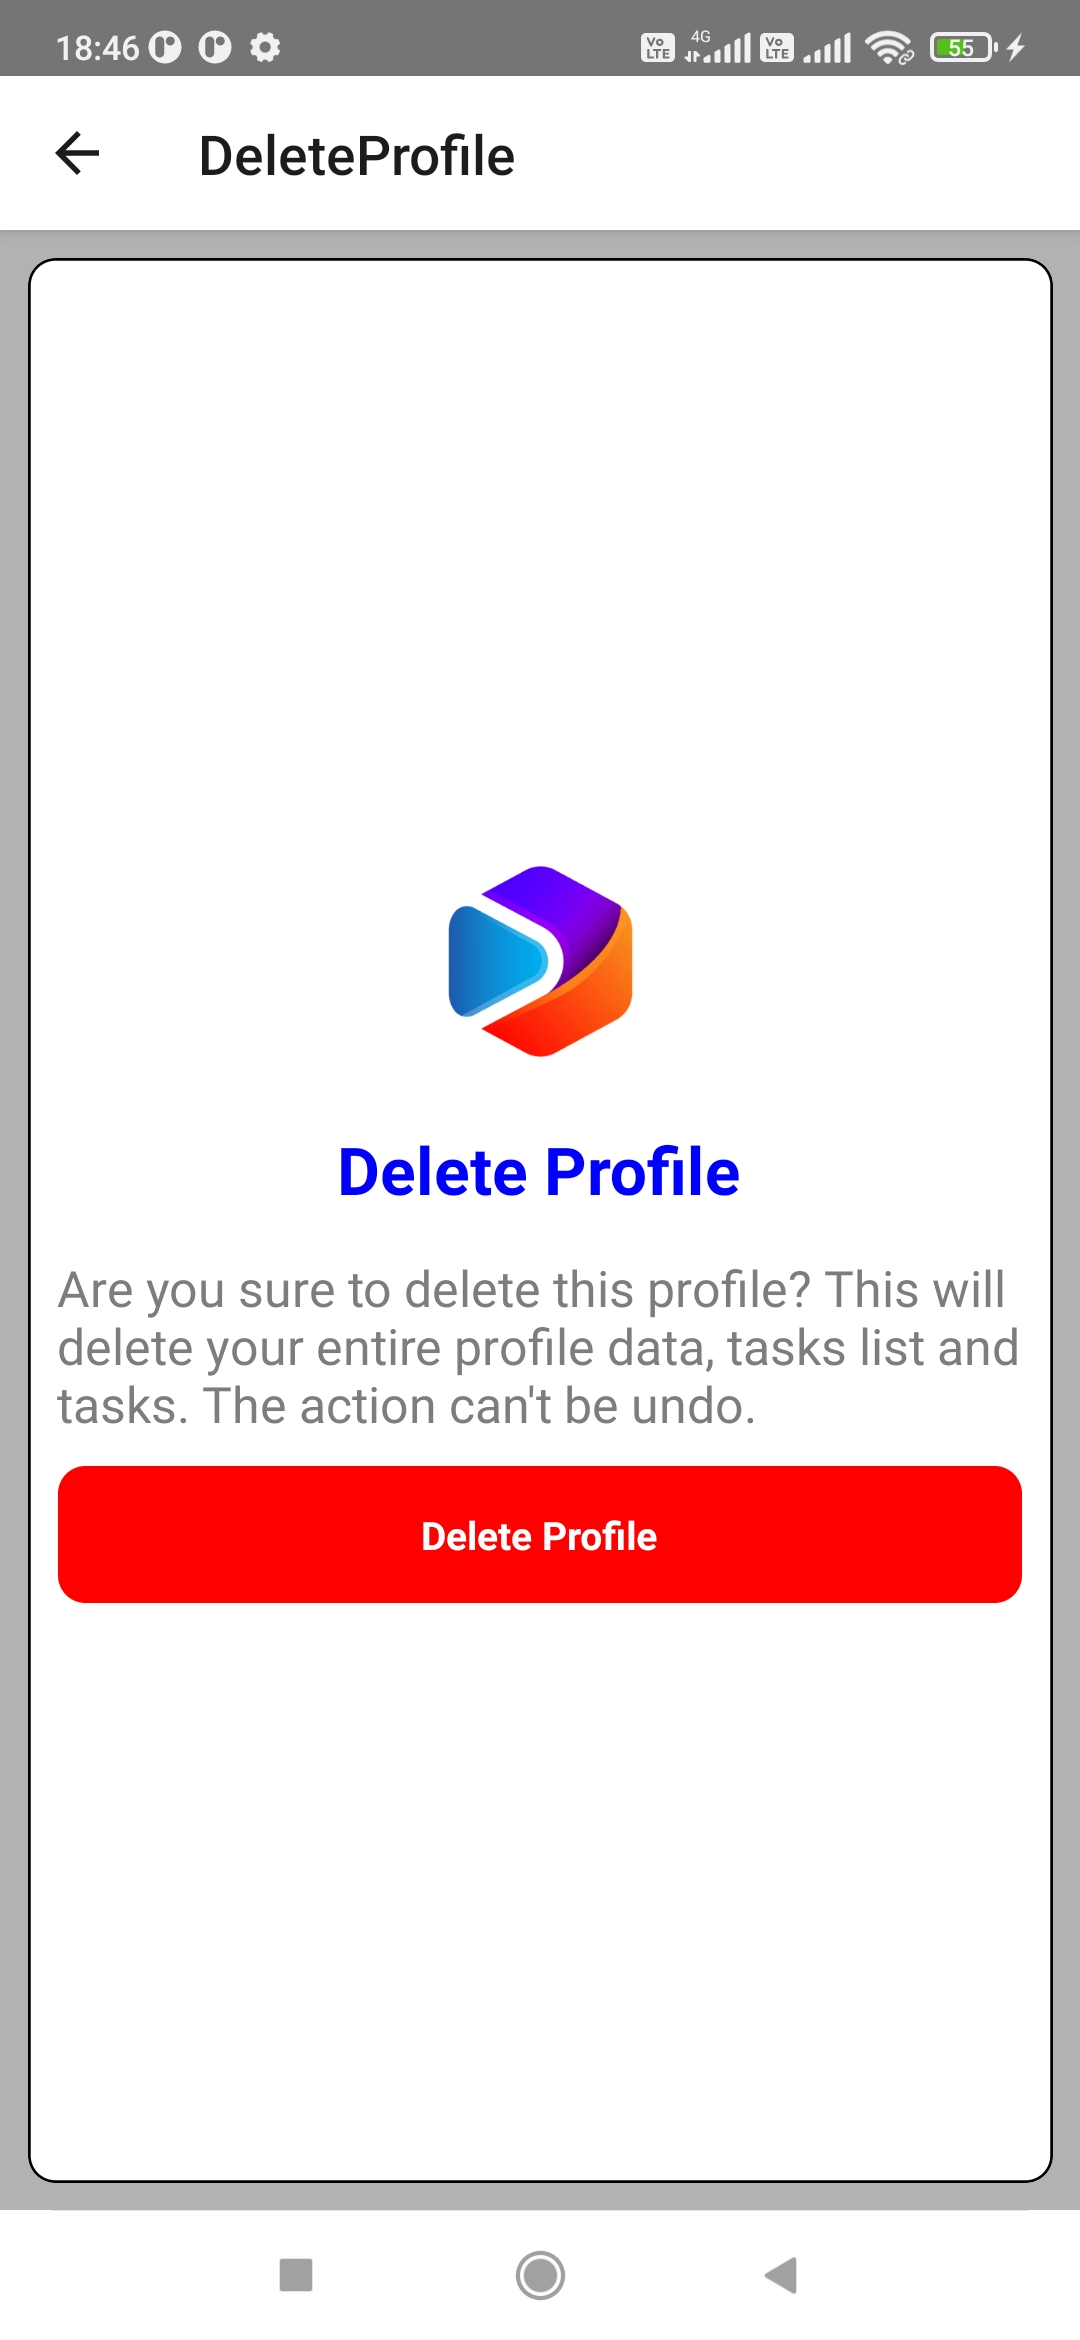 18:46
Vo LTE 4G Vo LTE 55
DeleteProfile
Delete Profile
Are you sure to delete this profile? This will
delete your entire profile data, tasks list and
tasks. The action can't be undo.
Delete Profile